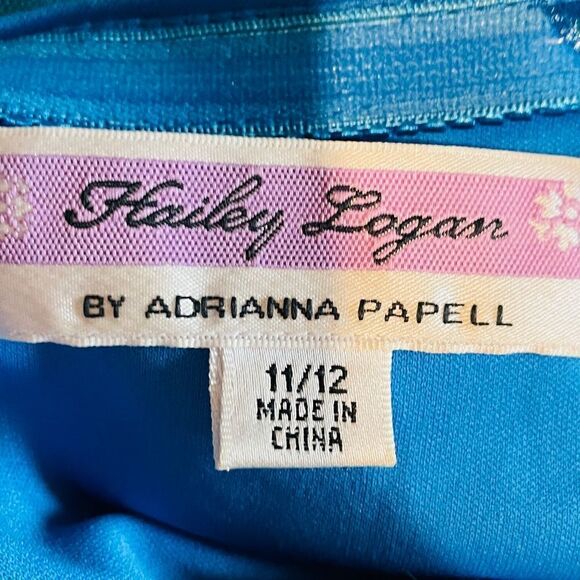 Hailey Logan
BY ADRIANNA PAPELL
11/12
MADE IN
CHINA